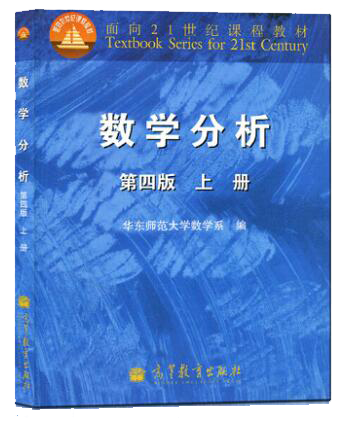 面向21世纪课程教材
Textbook Series for 21st Century
数学分析
第四版 上册
华东师范大学数学系 编
高等教育出版社
数学分析
第四版
上册